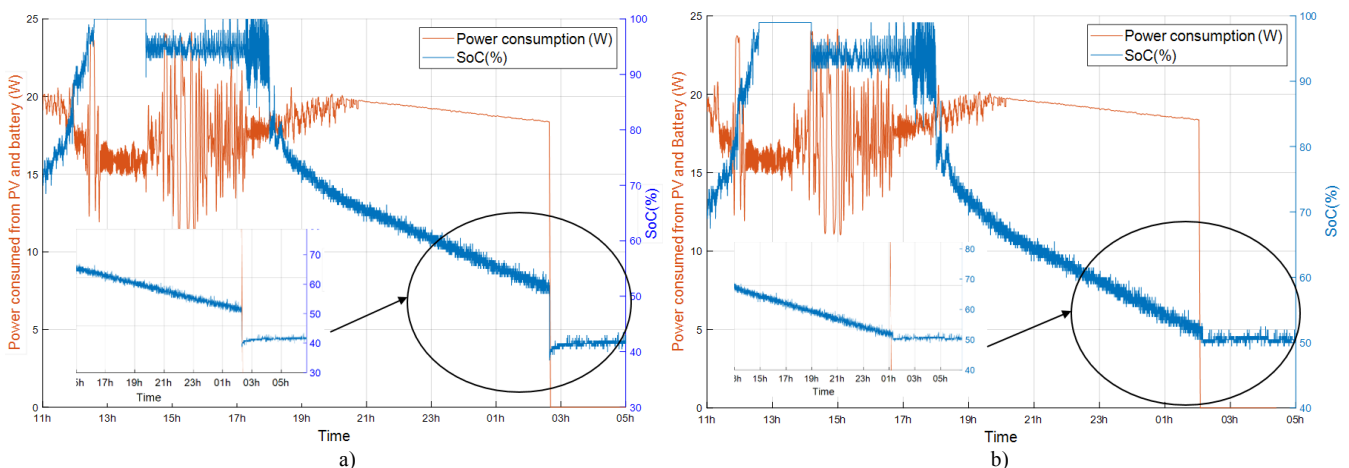 a)
25
20
15
10
5
0
Power consumed from PV and battery (W)
100
90
80
70
60
50
40
30
SoC(%)
Power consumption (W)
SoC(%)
70
60
50
40
30
5h 17h 19h 21h 23h 01h 03h 05h
Time
11h 13h 15h 17h 19h 21h 23h 01h 03h 05h
Time
a)
b)
25
20
15
10
5
0
Power consumed from PV and Battery (W)
100
90
80
70
60
50
40
SoC(%)
Power consumption (W)
SoC(%)
80
70
60
50
40
3h 15h 17h 19h 21h 23h 01h 03h 05h
Time
11h 13h 15h 17h 19h 21h 23h 01h 03h 05h
Time
b)